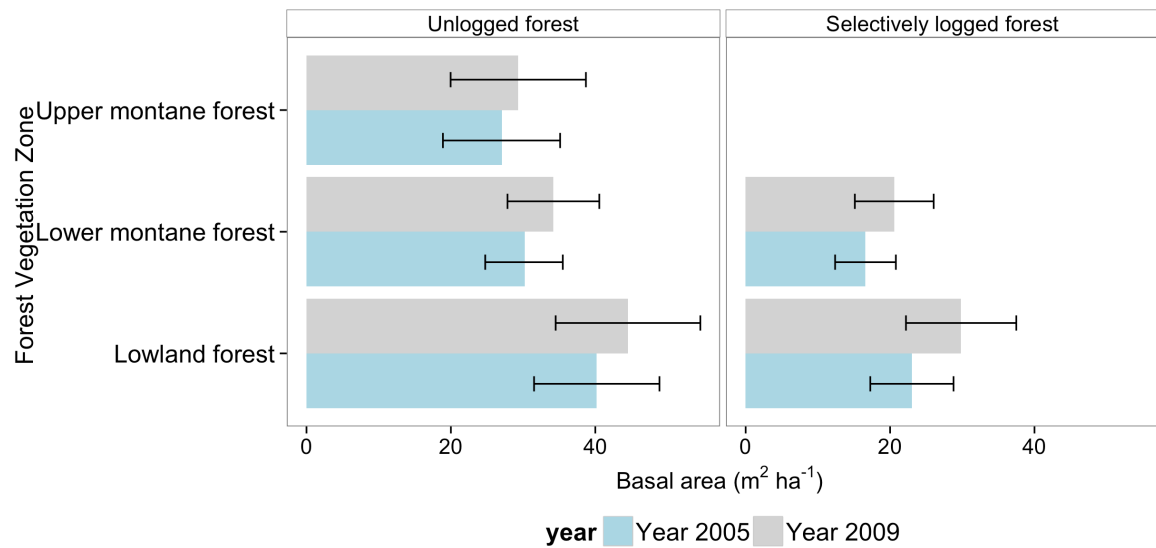 Unlogged forest
Selectively logged forest
Forest Vegetation Zone
Upper montane forest
Lower montane forest
Lowland forest
0 20 40
0 20 40
Basal area (m² ha⁻¹)
year Year 2005 Year 2009